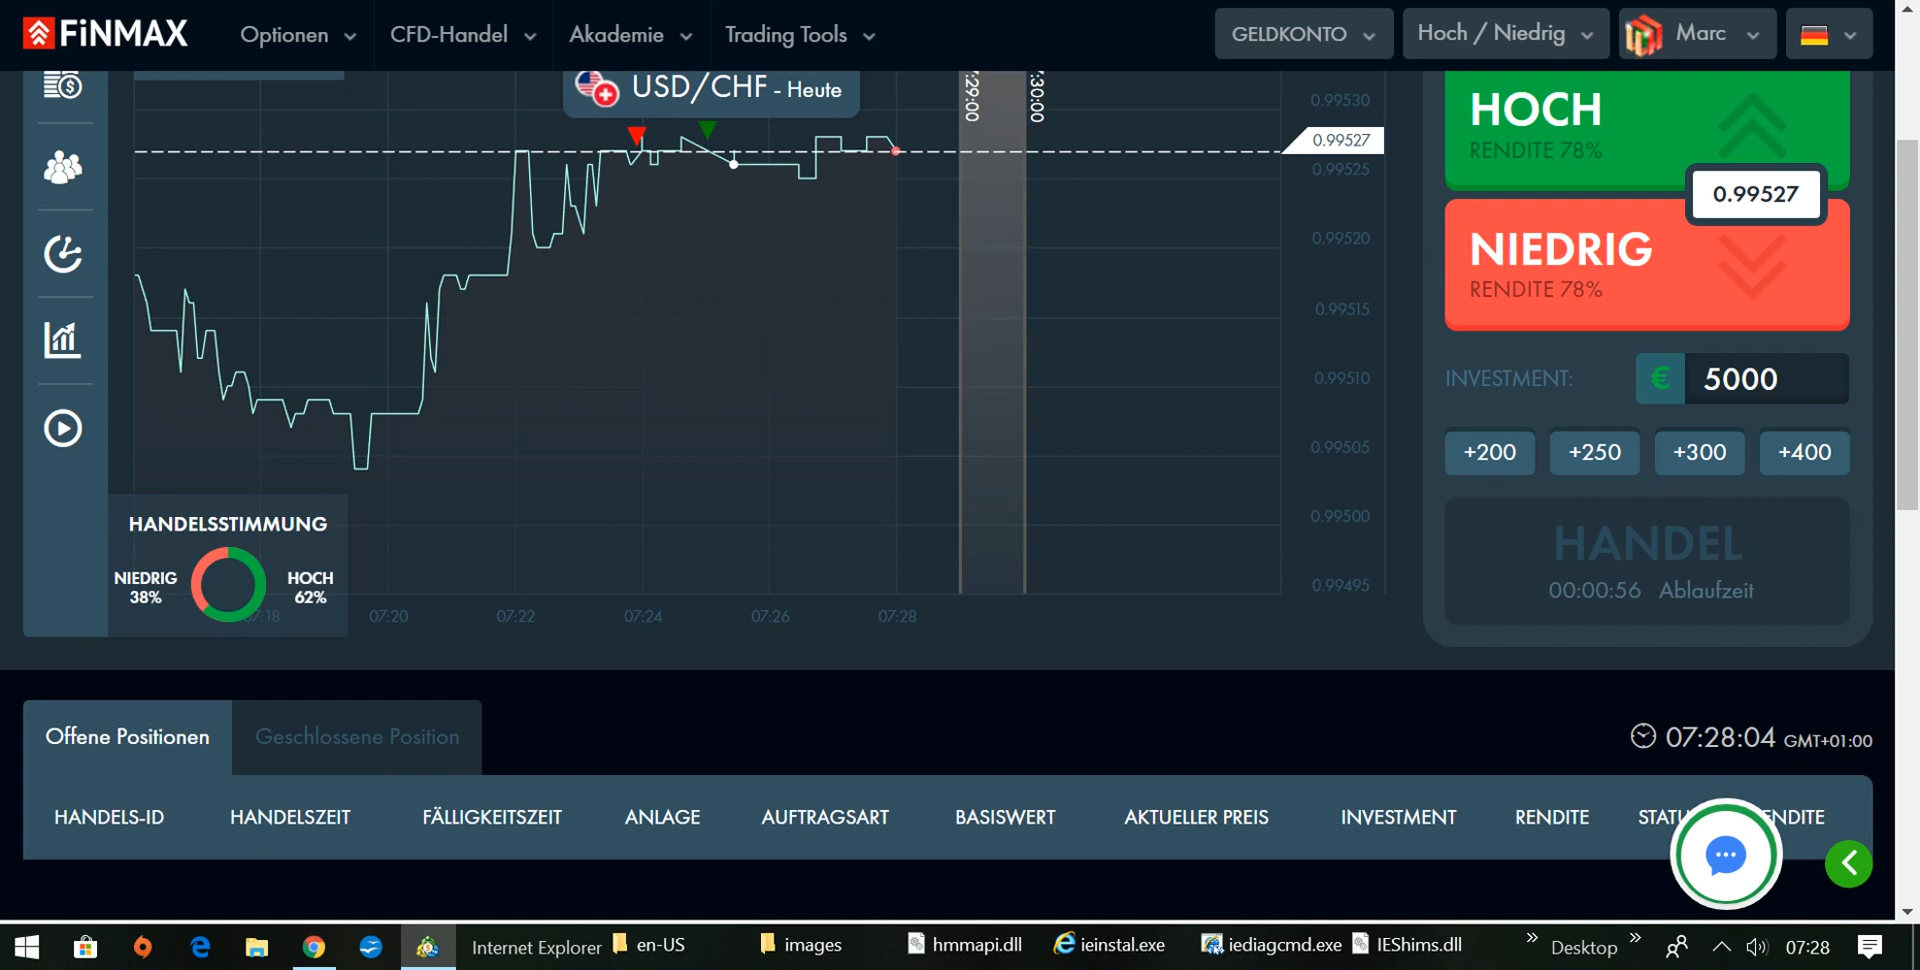 FiNMAX
Optionen
CFD-Handel
Akademie
Trading Tools
GELDKONTO
Hoch / Niedrig
Marc
USD/CHF - Heute
:29:00
:30:00
0.99530
0.99527
0.99525
0.99520
0.99515
0.99510
0.99505
0.99500
0.99495
HOCH
RENDITE 78%
0.99527
NIEDRIG
RENDITE 78%
INVESTMENT:
€ 5000
+200 +250 +300 +400
HANDEL
00:00:56 Ablaufzeit
HANDELSSTIMMUNG
NIEDRIG
38%
HOCH
62%
07:20 07:22 07:24 07:26 07:28
Offene Positionen
Geschlossene Position
07:28:04 GMT+01:00
HANDELS-ID HANDELSZEIT FÄLLIGKEITSZEIT ANLAGE AUFTRAGSART BASISWERT AKTUELLER PREIS INVESTMENT RENDITE
Internet Explorer
en-US
images
hmmapi.dll
ieinstal.exe
iediagcmd.exe
IEShims.dll
Desktop
07:28